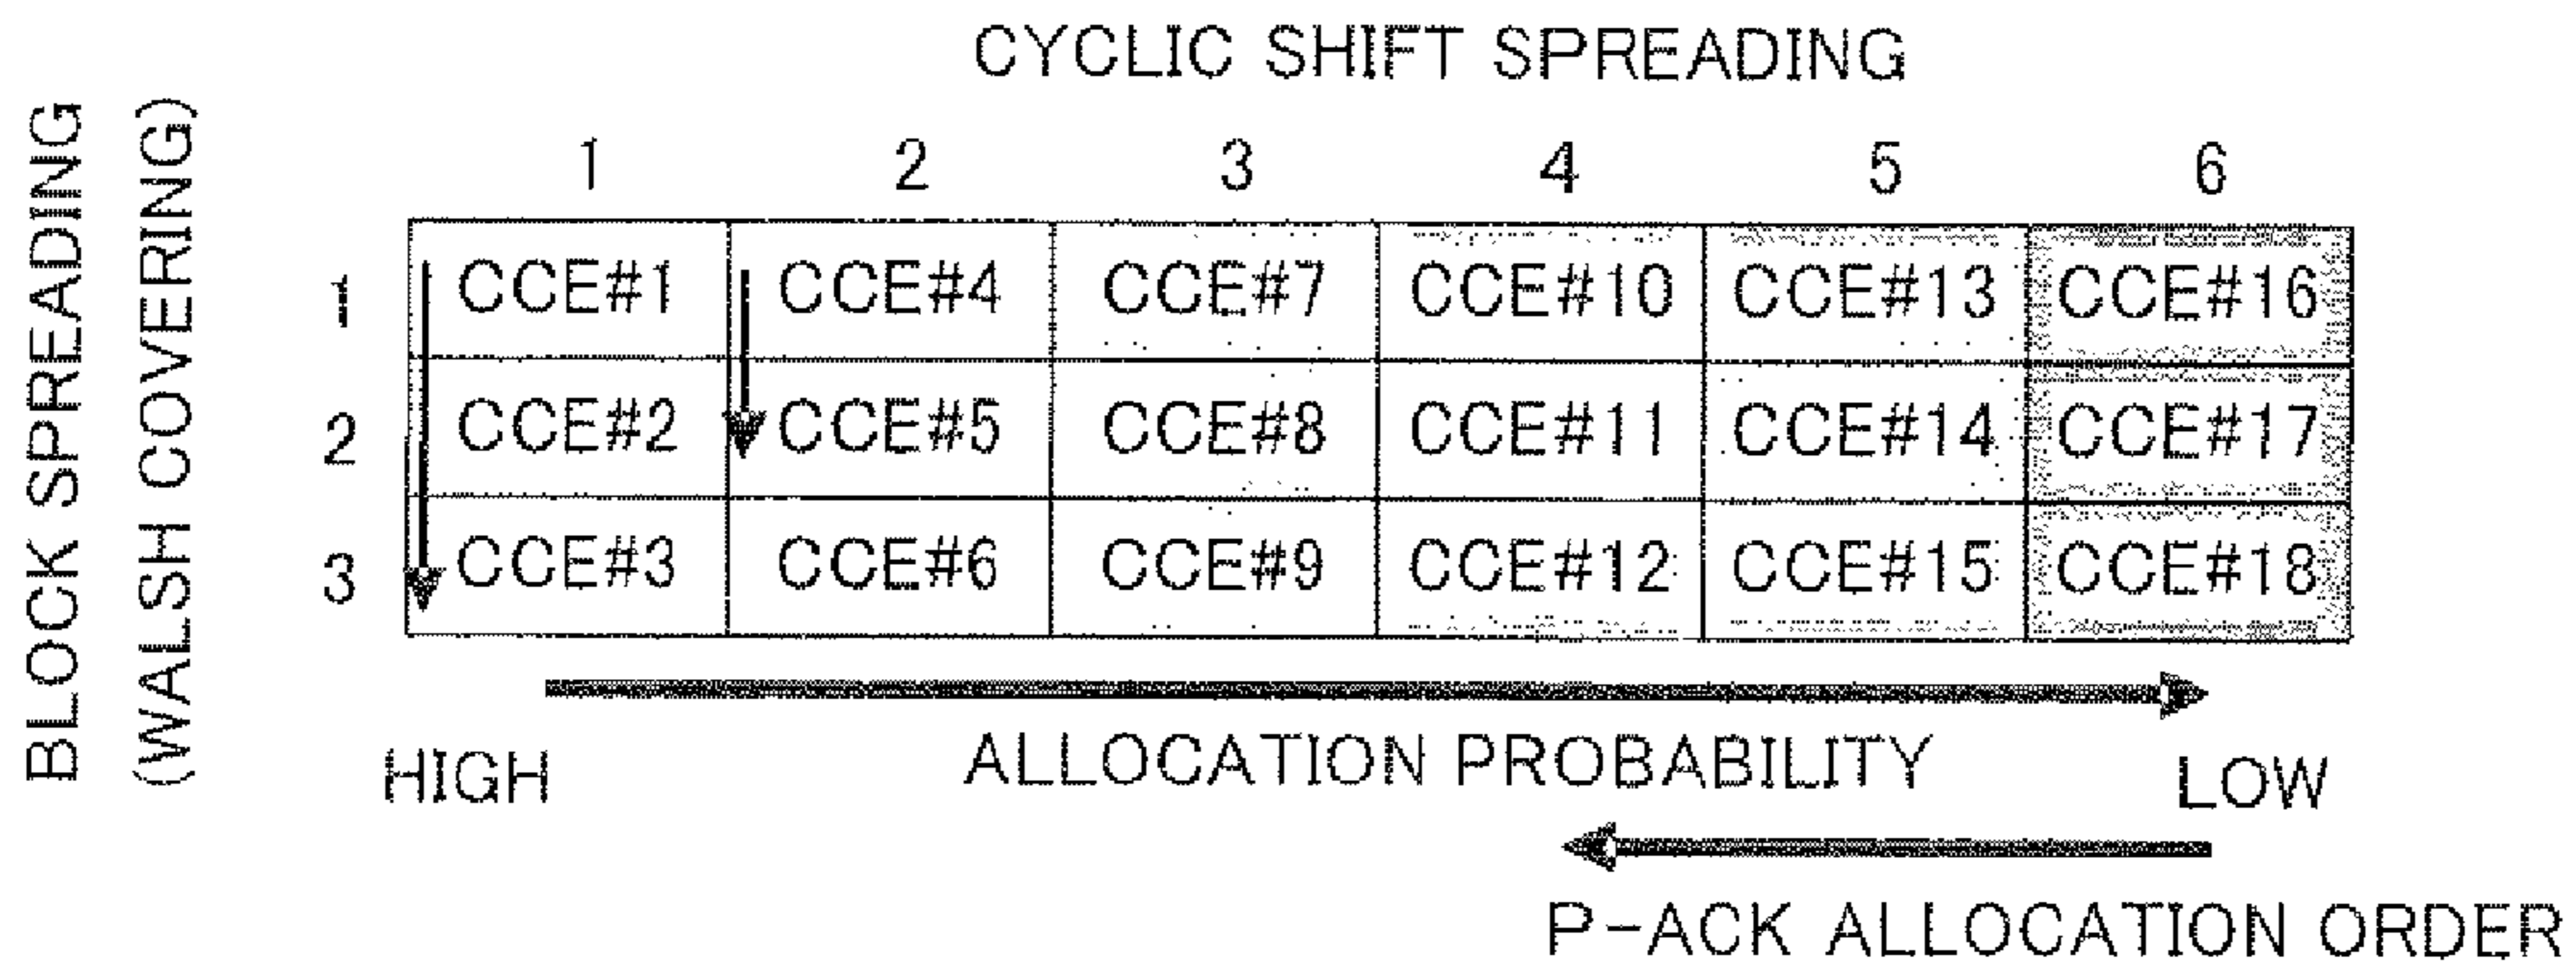 CYCLIC SHIFT SPREADING
BLOCK SPREADING
(WALSH COVERING)
1 2 3 4 5 6
1 CCE#1 CCE#4 CCE#7 CCE#10 CCE#13 CCE#16
2 CCE#2 CCE#5 CCE#8 CCE#11 CCE#14 CCE#17
3 CCE#3 CCE#6 CCE#9 CCE#12 CCE#15 CCE#18
HIGH ALLOCATION PROBABILITY LOW
P-ACK ALLOCATION ORDER